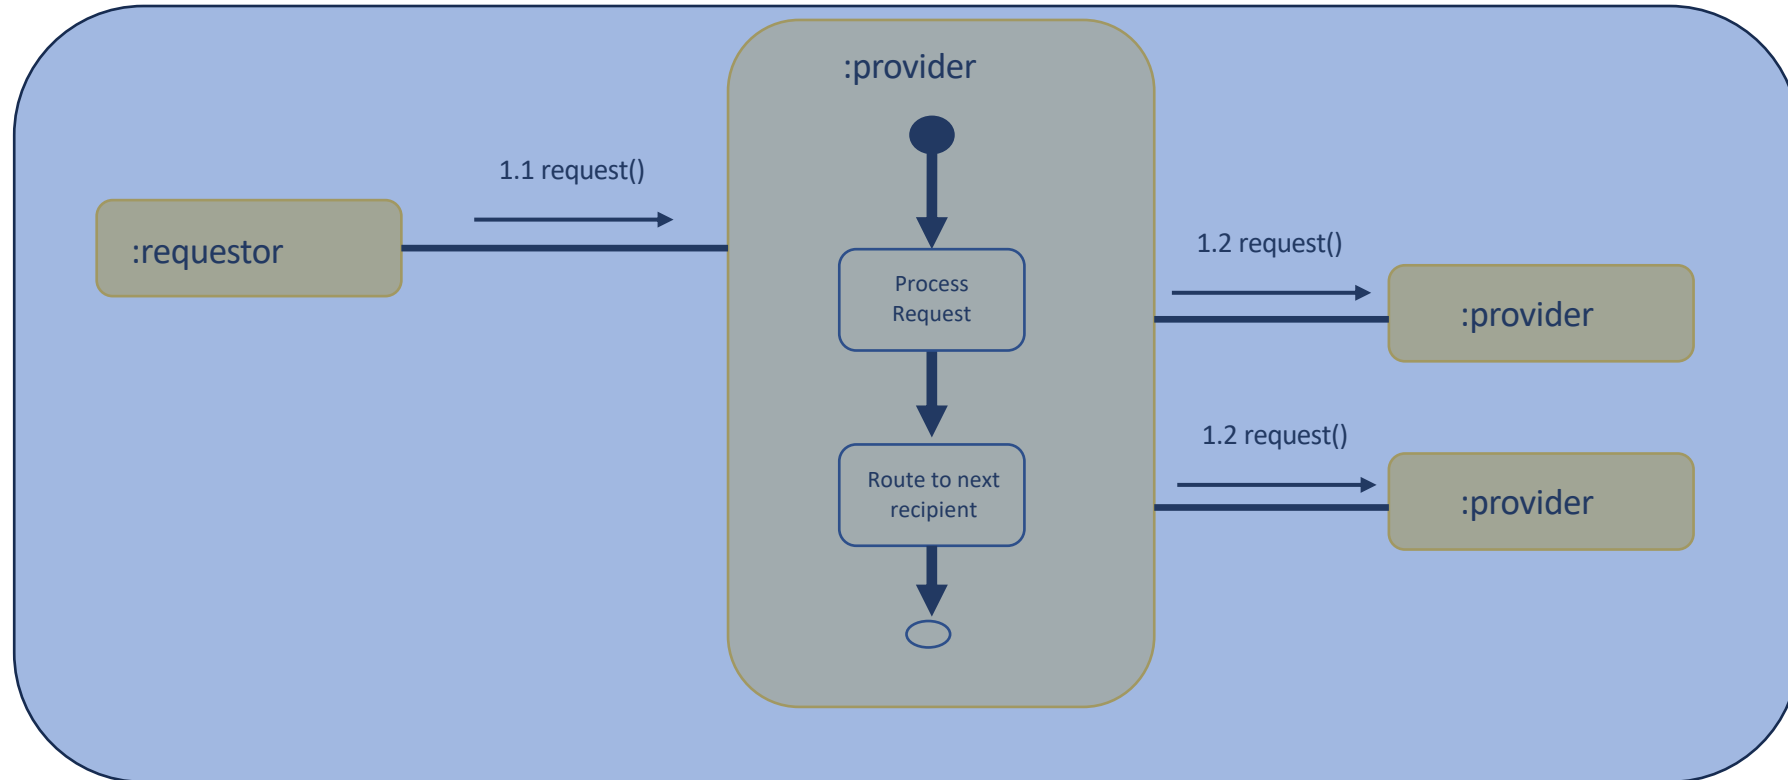 :provider
1.1 request()
:requestor
Process
Request
1.2 request()
:provider
1.2 request()
Route to next
recipient
:provider